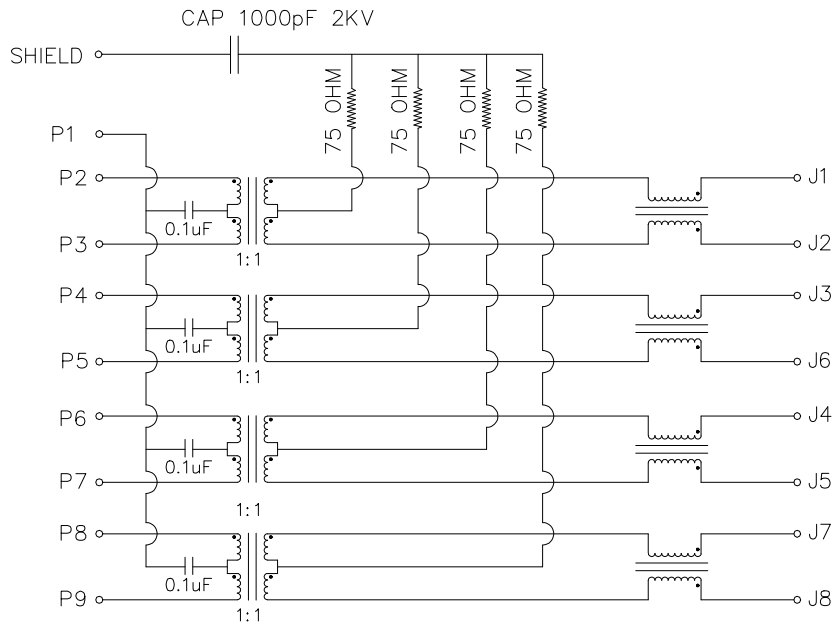 CAP 1000pF 2KV
SHIELD
75 OHM
75 OHM
75 OHM
75 OHM
P1
P2
J1
0.1uF
P3
J2
1:1
P4
J3
0.1uF
P5
J6
1:1
P6
J4
0.1uF
P7
J5
1:1
P8
J7
0.1uF
P9
J8
1:1